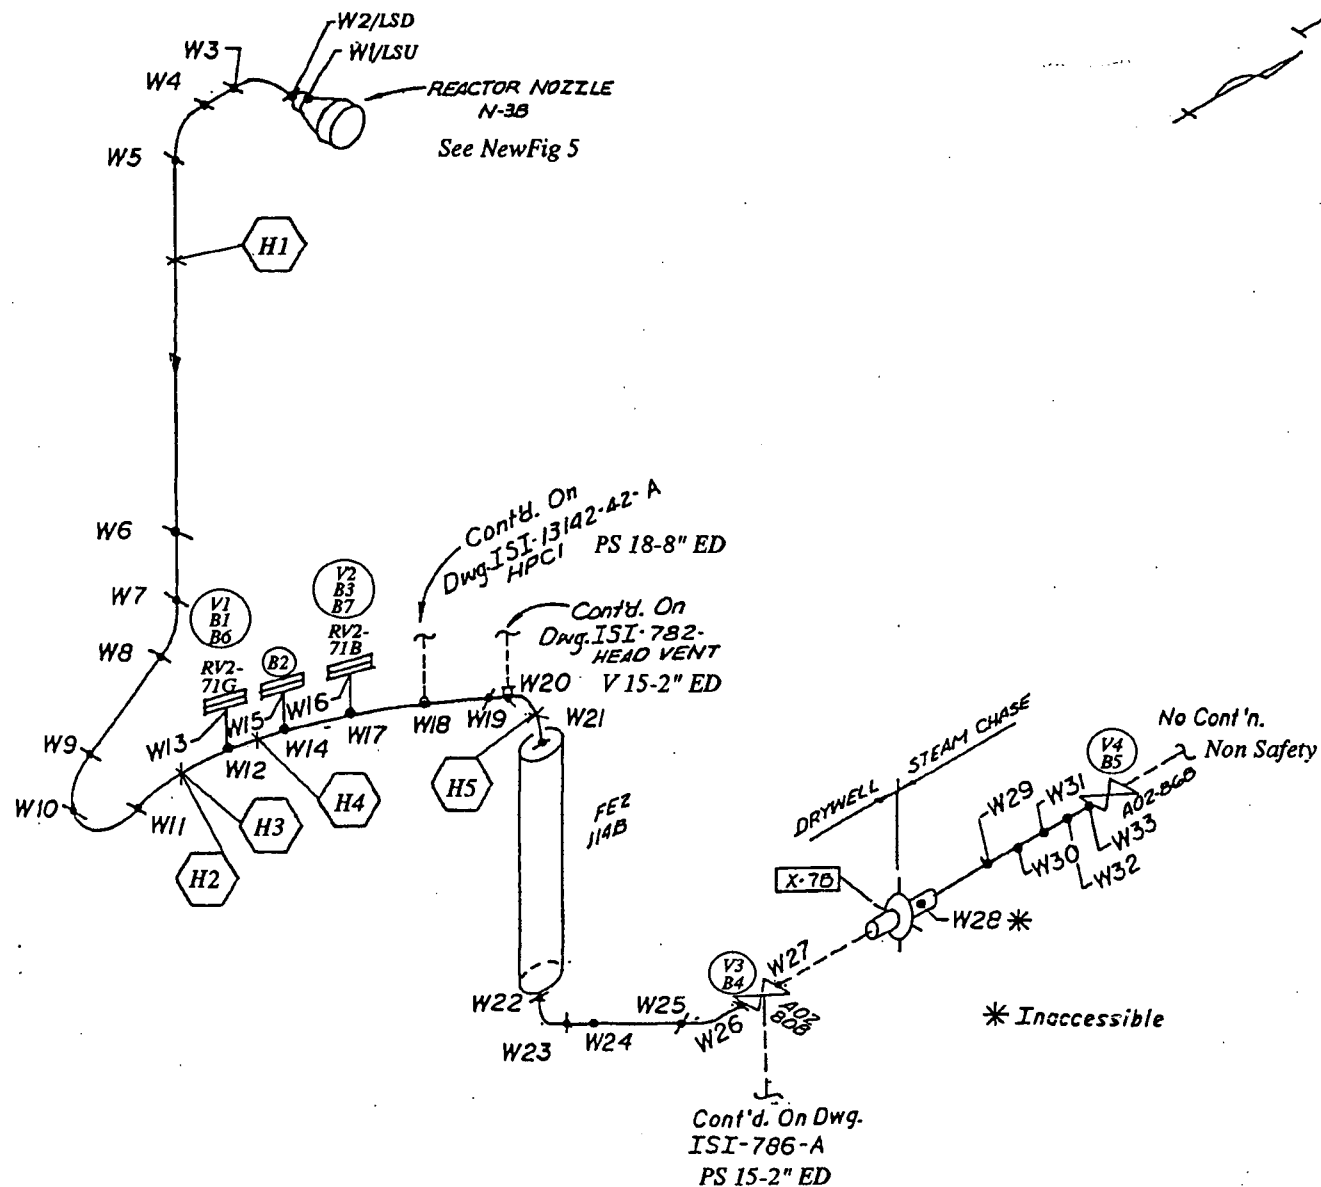 W2/LSD
W1/LSU
W3
W4
REACTOR NOZZLE
N-3B
See NewFig 5
W5
H1
Cont'd. On
Dwg.ISI-13142-42-A
HPCI
PS 18-8" ED
W6
W7
V1
B1
B6
V2
B3
B7
Cont'd. On
Dwg.ISI-782-
HEAD VENT
V 15-2" ED
W8
RV2-
71G
B2
RV2-
71B
W9
W13
W15
W16
W12
W14
W17
W18
W19
W20
W21
W10
W11
H2
H3
H4
H5
FE2
114B
DRYWELL
STEAM CHASE
No Cont'n.
Non Safety
V4
B5
AO2-86B
W29
W31
W30
W33
W32
X-7B
W28 *
V3
B4
W27
AO2
80B
W22
W23
W24
W25
W26
* Inaccessible
Cont'd. On Dwg.
ISI-786-A
PS 15-2" ED